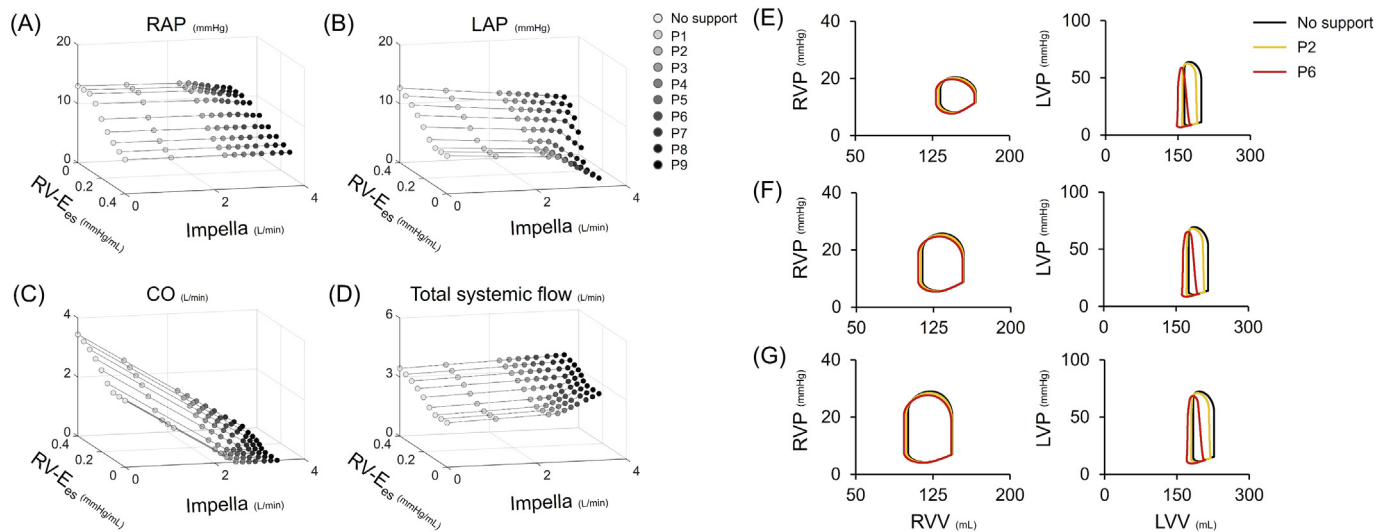 (A) RAP (mmHg)
20
10
0
0
0.2
0.4
RV-Ees (mmHg/mL)
0
2
4
Impella (L/min)
(B) LAP (mmHg)
20
10
0
0.4
0.2
0
RV-Ees (mmHg/mL)
0
2
4
Impella (L/min)
No support
P1
P2
P3
P4
P5
P6
P7
P8
P9
(C) CO (L/min)
4
2
0
0.4
0.2
0
RV-Ees (mmHg/mL)
0
2
4
Impella (L/min)
(D) Total systemic flow (L/min)
6
3
0
0.4
0.2
0
RV-Ees (mmHg/mL)
0
2
4
Impella (L/min)
(E)
RVP (mmHg)
40
20
0
50 125 200
LVP (mmHg)
100
50
0
0 150 300
No support
P2
P6
(F)
RVP (mmHg)
40
20
0
50 125 200
LVP (mmHg)
100
50
0
0 150 300
(G)
RVP (mmHg)
40
20
0
50 125 200
RVV (mL)
LVP (mmHg)
100
50
0
0 150 300
LVV (mL)